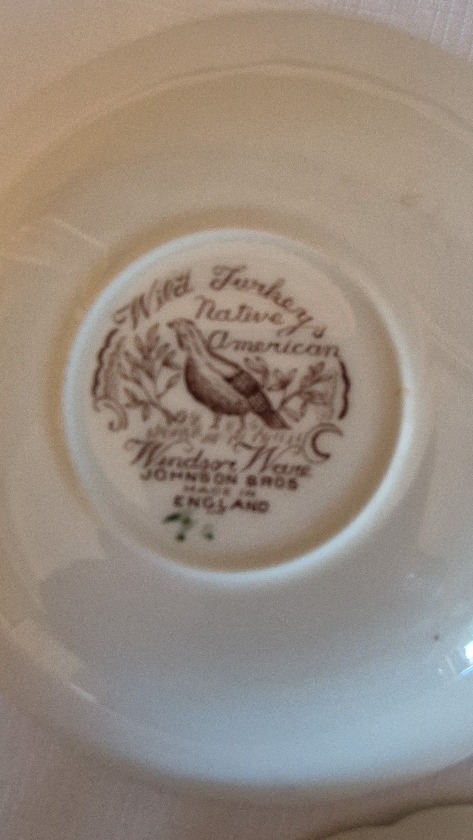 Wild Turkeys
Native
American
Windsor Ware
JOHNSON BROS
MADE IN
ENGLAND